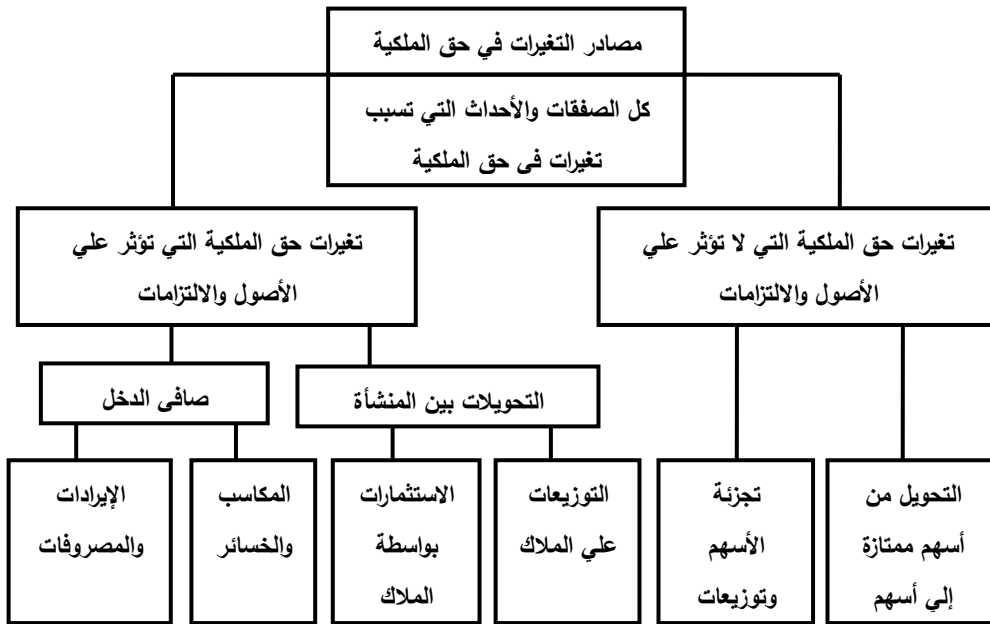 مصادر التغيرات في حق الملكية
كل الصفقات والأحداث التي تسبب
تغيرات فى حق الملكية
تغيرات حق الملكية التي لا تؤثر علي
الأصول والالتزامات
تغيرات حق الملكية التي تؤثر علي
الأصول والالتزامات
التحويلات بين المنشأة
صافى الدخل
التحويل من
أسهم ممتازة
إلي أسهم
تجزئة
الأسهم
وتوزيعات
التوزيعات
علي الملاك
الاستثمارات
بواسطة
الملاك
المكاسب
والخسائر
الإيرادات
والمصروفات